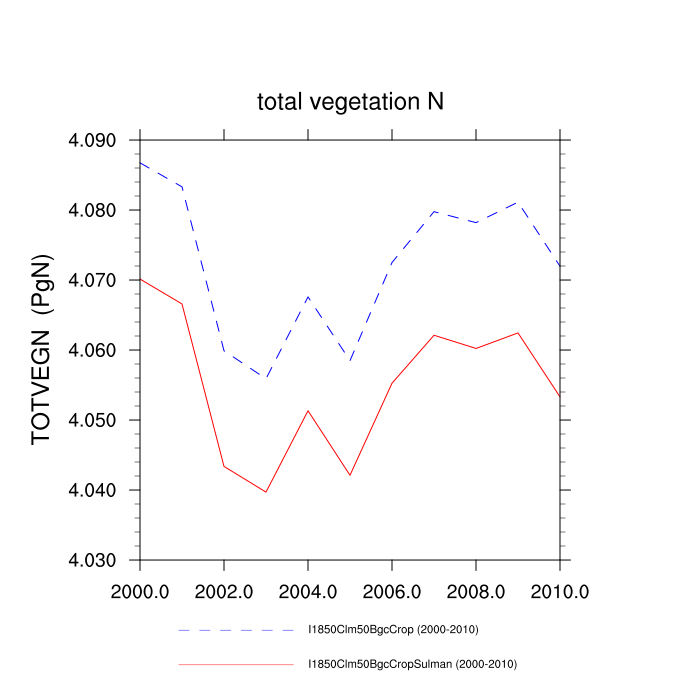 total vegetation N
TOTVEGN (PgN)
4.090
4.080
4.070
4.060
4.050
4.040
4.030
2000.0 2002.0 2004.0 2006.0 2008.0 2010.0
I1850Clm50BgcCrop (2000-2010)
I1850Clm50BgcCropSulman (2000-2010)